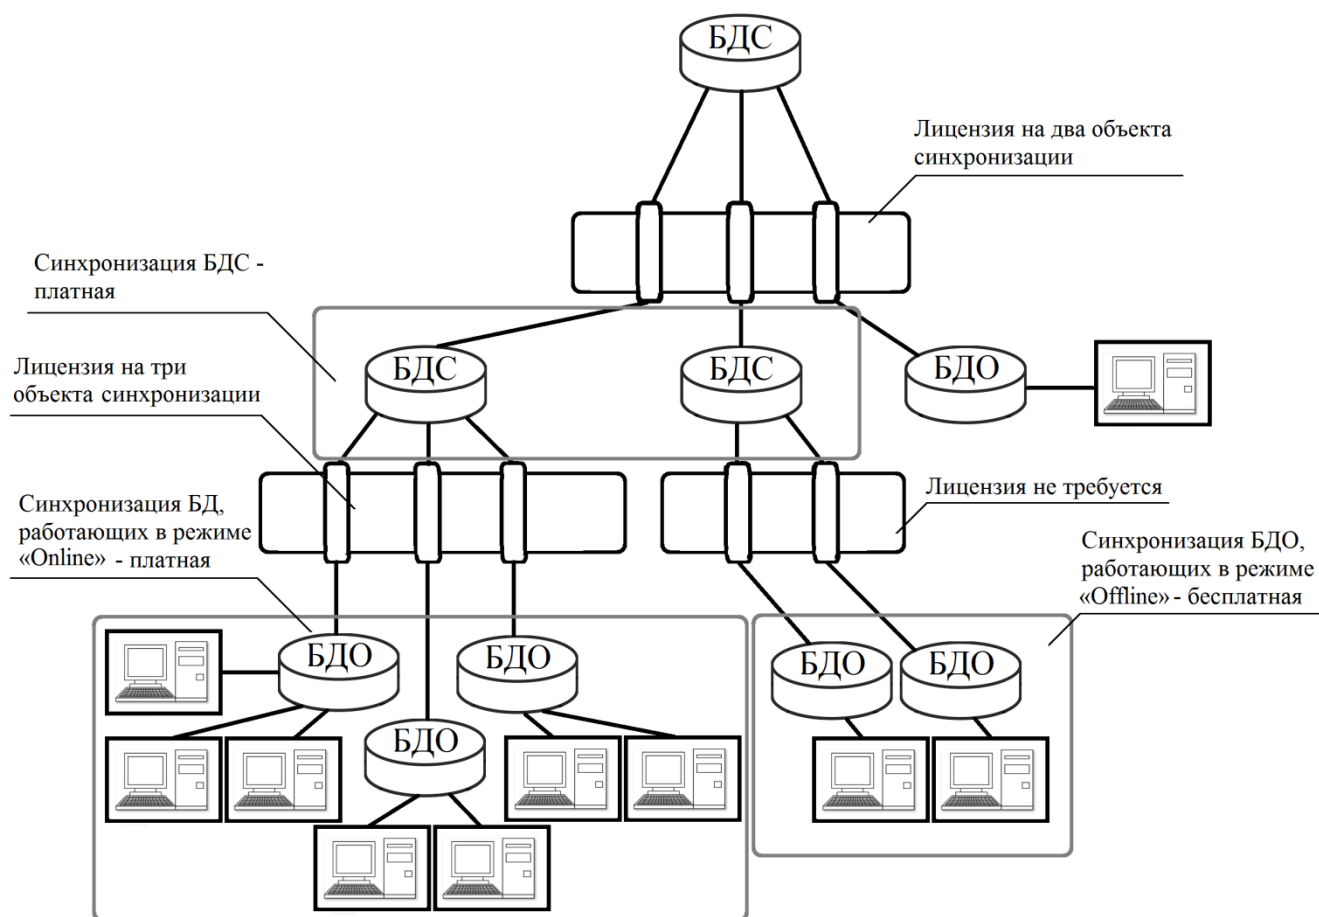 БДС
Лицензия на два объекта
синхронизации
Синхронизация БДС -
платная
БДС
БДС
БДО
Лицензия на три
объекта синхронизации
Лицензия не требуется
Синхронизация БД,
работающих в режиме
«Online» - платная
Синхронизация БДО,
работающих в режиме
«Offline» - бесплатная
БДО
БДО
БДО
БДО
БДО